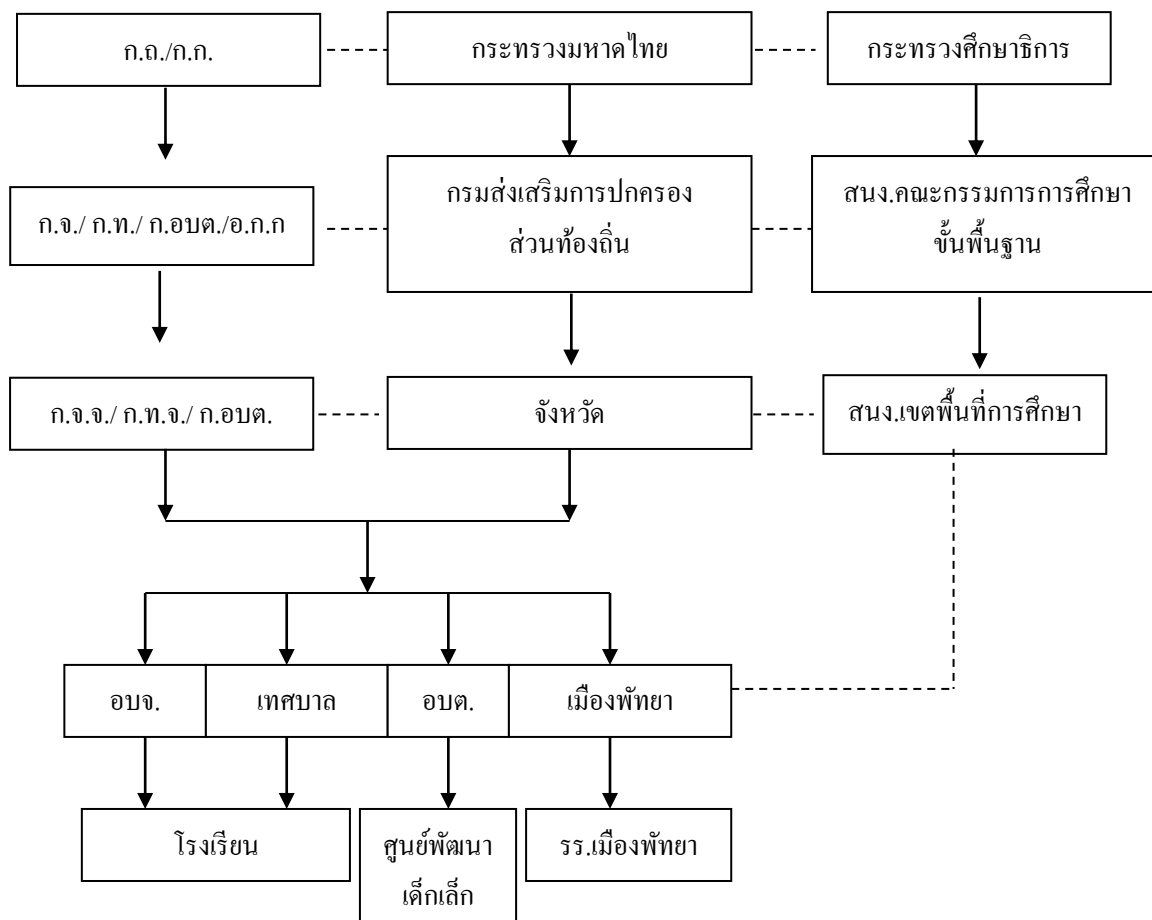 ก.ถ./ก.ก.
กระทรวงมหาดไทย
กระทรวงศึกษาธิการ
ก.จ./ ก.ท./ ก.อบต./อ.ก.ก
กรมส่งเสริมการปกครอง
ส่วนท้องถิ่น
สนง.คณะกรรมการการศึกษา
ขั้นพื้นฐาน
ก.จ.จ./ ก.ท.จ./ ก.อบต.
จังหวัด
สนง.เขตพื้นที่การศึกษา
อบจ.
เทศบาล
อบต.
เมืองพัทยา
โรงเรียน
ศูนย์พัฒนา
เด็กเล็ก
รร.เมืองพัทยา